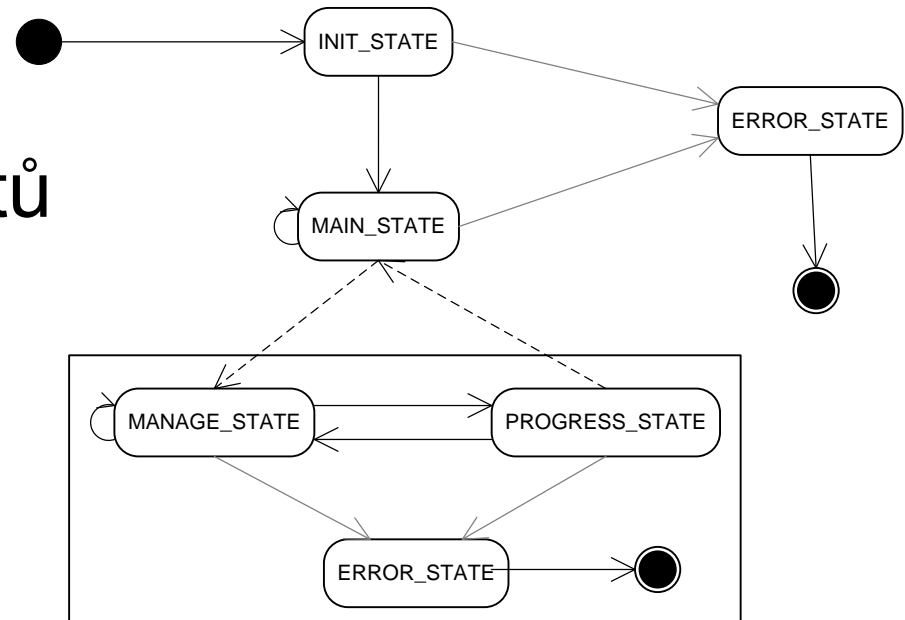 INIT_STATE
ERROR_STATE
tů
MAIN_STATE
MANAGE_STATE
PROGRESS_STATE
ERROR_STATE